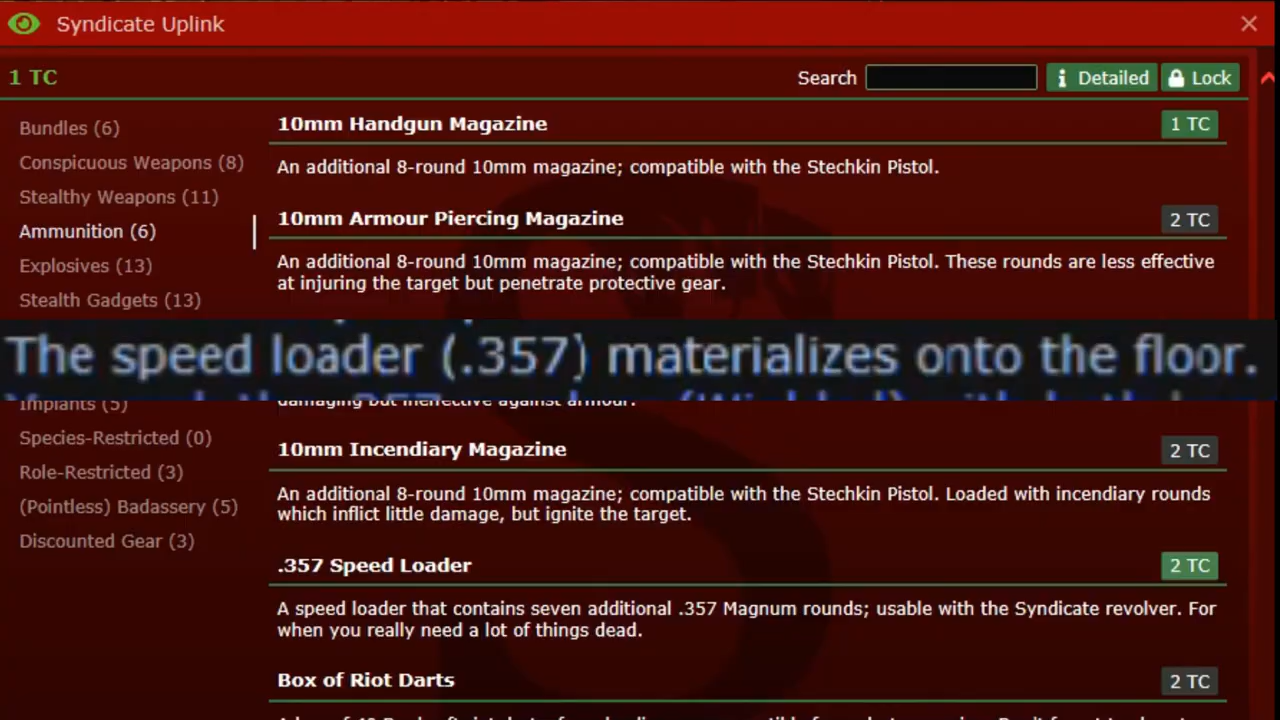 Syndicate Uplink
1 TC
Search
Detailed
Lock
Bundles (6)
Conspicuous Weapons (8)
Stealthy Weapons (11)
Ammunition (6)
Explosives (13)
Stealth Gadgets (13)
10mm Handgun Magazine
1 TC
An additional 8-round 10mm magazine; compatible with the Stechkin Pistol.
10mm Armour Piercing Magazine
2 TC
An additional 8-round 10mm magazine; compatible with the Stechkin Pistol. These rounds are less effective
at injuring the target but penetrate protective gear.
The speed loader (.357) materializes onto the floor.
Implants (5)
Species-Restricted (0)
Role-Restricted (3)
(Pointless) Badassery (5)
Discounted Gear (3)
damaging but ineffective against armour.
10mm Incendiary Magazine
2 TC
An additional 8-round 10mm magazine; compatible with the Stechkin Pistol. Loaded with incendiary rounds
which inflict little damage, but ignite the target.
.357 Speed Loader
2 TC
A speed loader that contains seven additional .357 Magnum rounds; usable with the Syndicate revolver. For
when you really need a lot of things dead.
Box of Riot Darts
2 TC